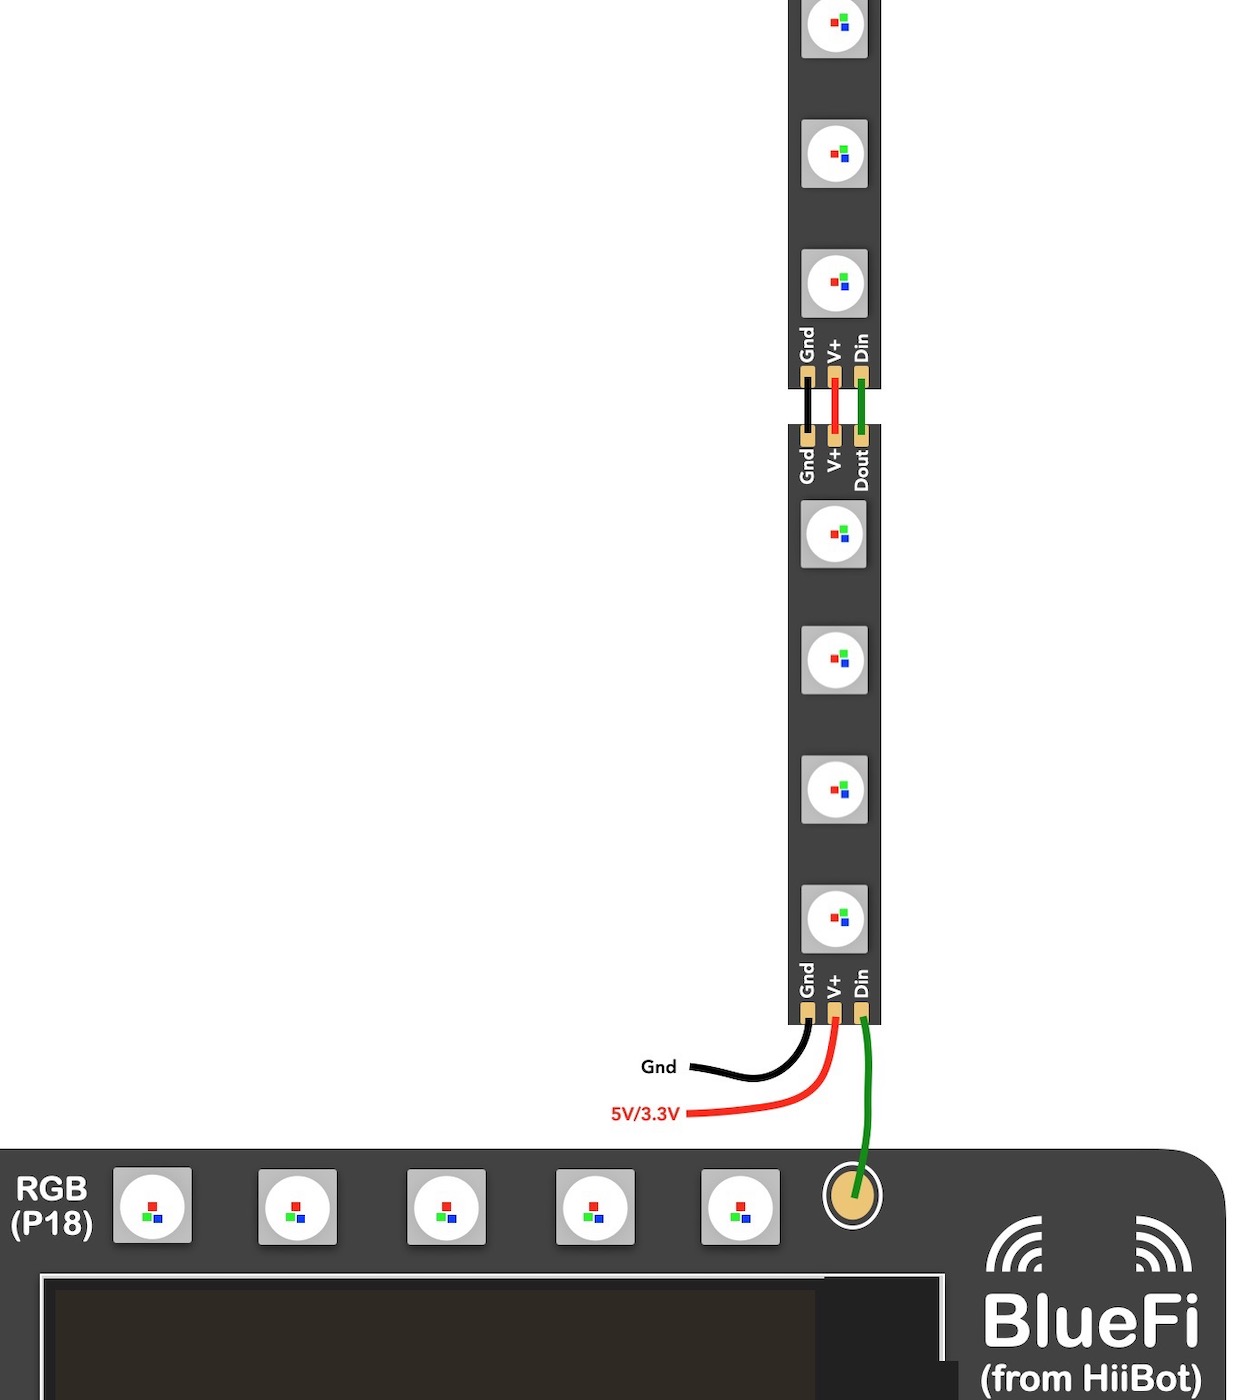 Gnd V+ Din
Gnd V+ Dout
Gnd V+ Din
Gnd
5V/3.3V
RGB
(P18)
BlueFi
(from HiiBot)